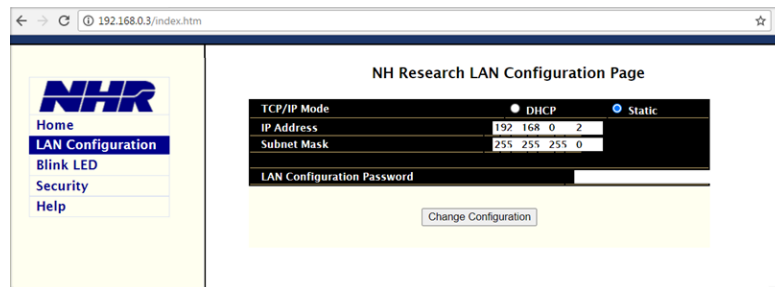 192.168.0.3/index.htm
NH Research LAN Configuration Page
NHR
Home
LAN Configuration
Blink LED
Security
Help
TCP/IP Mode DHCP Static
IP Address 192 168 0 2
Subnet Mask 255 255 255 0
LAN Configuration Password
Change Configuration